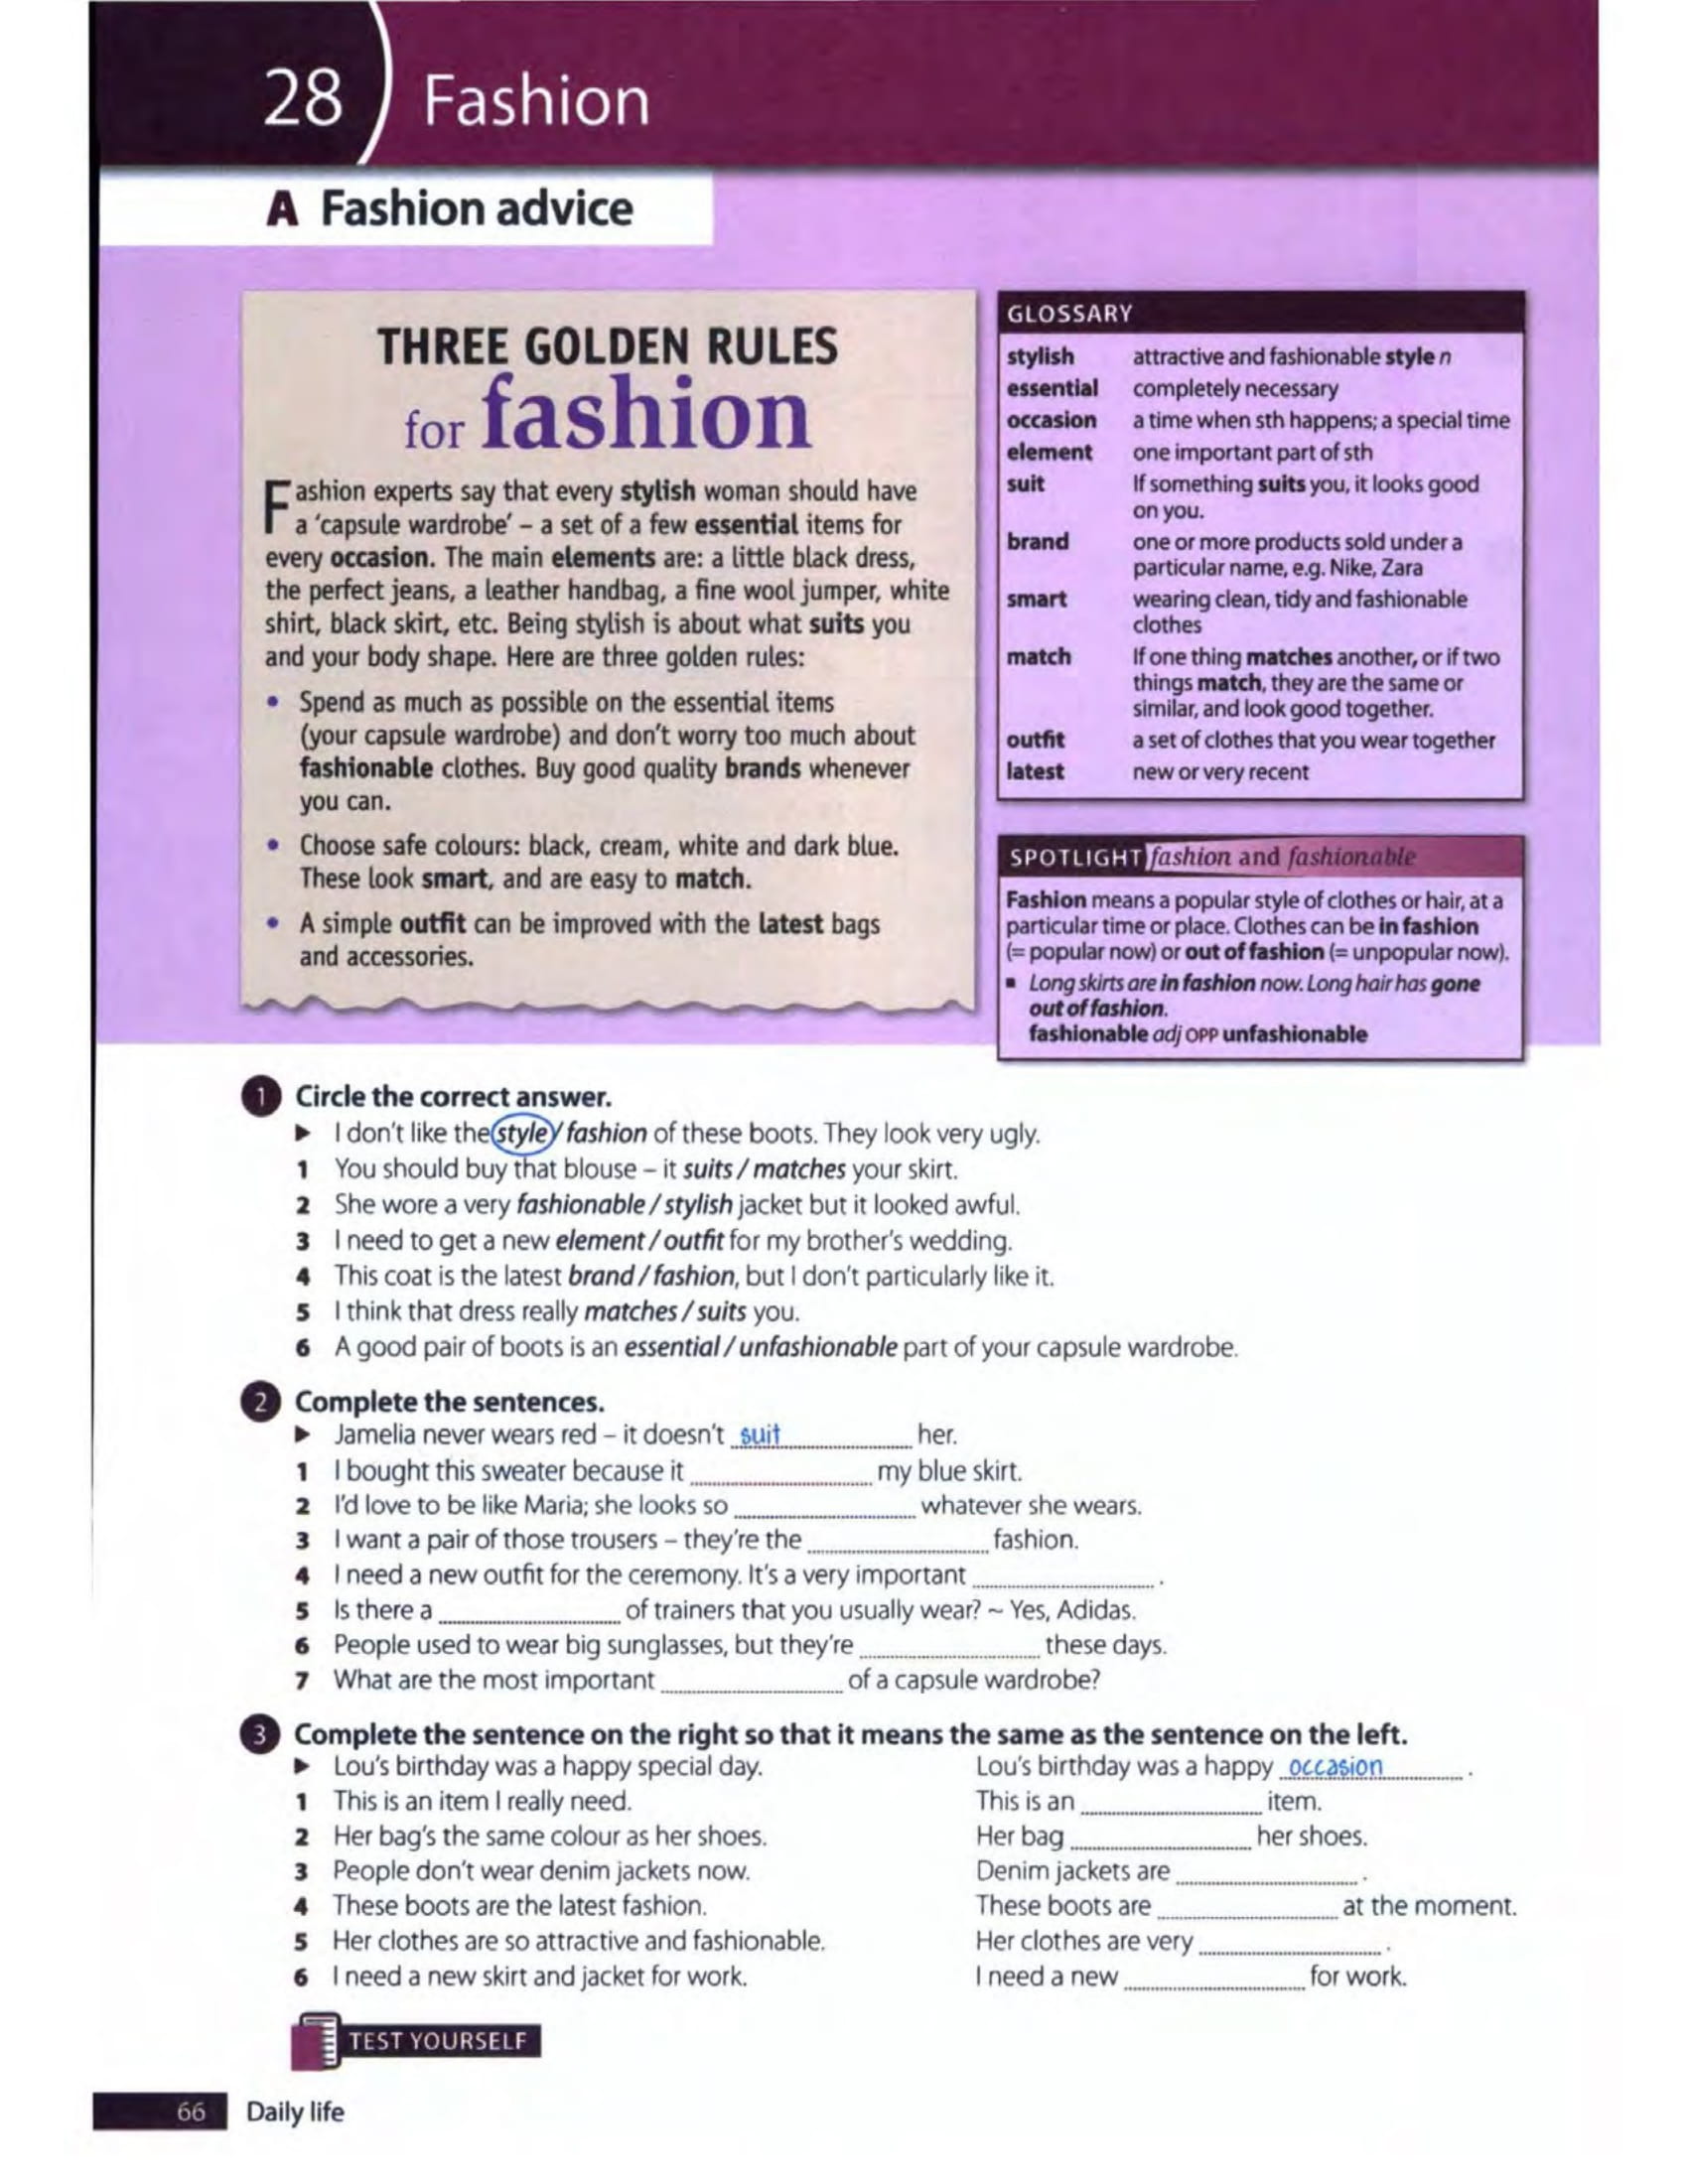 28 Fashion
A Fashion advice
THREE GOLDEN RULES
for fashion
Fashion experts say that every stylish woman should have
a 'capsule wardrobe' – a set of a few essential items for
every occasion. The main elements are: a little black dress,
the perfect jeans, a leather handbag, a fine wool jumper, white
shirt, black skirt, etc. Being stylish is about what suits you
and your body shape. Here are three golden rules:
• Spend as much as possible on the essential items
(your capsule wardrobe) and don't worry too much about
fashionable clothes. Buy good quality brands whenever
you can.
• Choose safe colours: black, cream, white and dark blue.
These look smart, and are easy to match.
• A simple outfit can be improved with the latest bags
and accessories.
GLOSSARY
stylish attractive and fashionable style n
essential completely necessary
occasion a time when sth happens; a special time
element one important part of sth
suit If something suits you, it looks good
on you.
brand one or more products sold under a
particular name, e.g. Nike, Zara
smart wearing clean, tidy and fashionable
clothes
match If one thing matches another, or if two
things match, they are the same or
similar, and look good together.
outfit a set of clothes that you wear together
latest new or very recent
SPOTLIGHT fashion and fashionable
Fashion means a popular style of clothes or hair, at a
particular time or place. Clothes can be in fashion
(= popular now) or out of fashion (= unpopular now).
▪ Long skirts are in fashion now. Long hair has gone
out of fashion.
fashionable adj OPP unfashionable
1 Circle the correct answer.
► I don't like the style / fashion of these boots. They look very ugly.
1 You should buy that blouse – it suits / matches your skirt.
2 She wore a very fashionable / stylish jacket but it looked awful.
3 I need to get a new element / outfit for my brother's wedding.
4 This coat is the latest brand / fashion, but I don't particularly like it.
5 I think that dress really matches / suits you.
6 A good pair of boots is an essential / unfashionable part of your capsule wardrobe.
2 Complete the sentences.
► Jamelia never wears red – it doesn't suit her.
1 I bought this sweater because it ____ my blue skirt.
2 I'd love to be like Maria; she looks so ____ whatever she wears.
3 I want a pair of those trousers – they're the ____ fashion.
4 I need a new outfit for the ceremony. It's a very important ____ .
5 Is there a ____ of trainers that you usually wear? ~ Yes, Adidas.
6 People used to wear big sunglasses, but they're ____ these days.
7 What are the most important ____ of a capsule wardrobe?
3 Complete the sentence on the right so that it means the same as the sentence on the left.
► Lou's birthday was a happy special day. Lou's birthday was a happy occasion .
1 This is an item I really need. This is an ____ item.
2 Her bag's the same colour as her shoes. Her bag ____ her shoes.
3 People don't wear denim jackets now. Denim jackets are ____ .
4 These boots are the latest fashion. These boots are ____ at the moment.
5 Her clothes are so attractive and fashionable. Her clothes are very ____ .
6 I need a new skirt and jacket for work. I need a new ____ for work.
TEST YOURSELF
66 Daily life